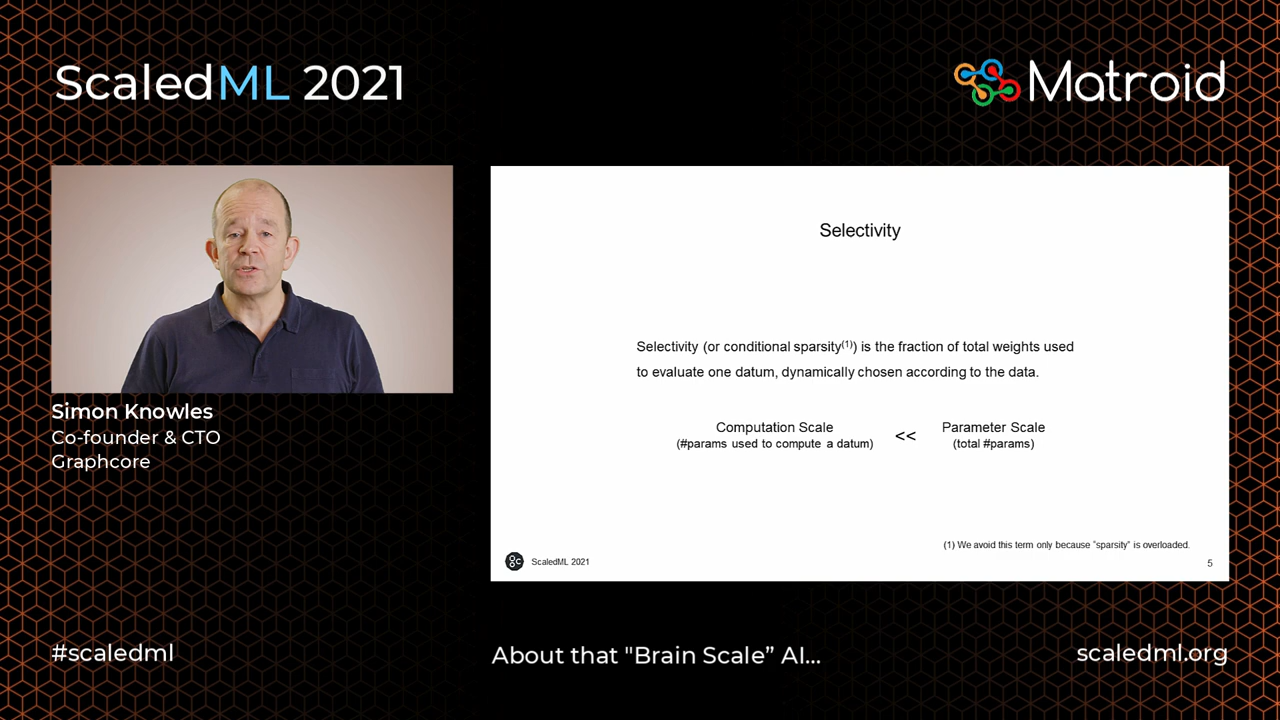 ScaledML 2021
Matroid
Simon Knowles
Co-founder & CTO
Graphcore
Selectivity
Selectivity (or conditional sparsity(1)) is the fraction of total weights used
to evaluate one datum, dynamically chosen according to the data.
Computation Scale
(#params used to compute a datum)
<<
Parameter Scale
(total #params)
(1) We avoid this term only because "sparsity" is overloaded.
ScaledML 2021
5
#scaledml
About that "Brain Scale” AI...
scaledml.org